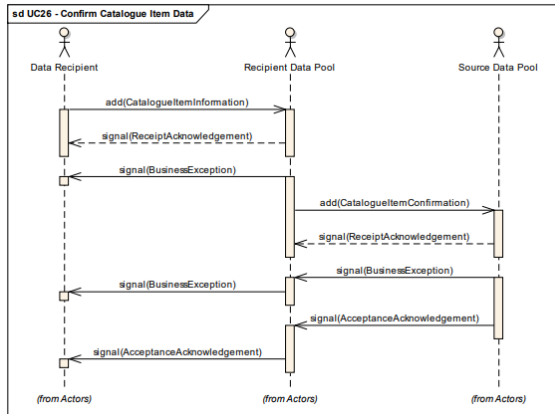 sd UC26 - Confirm Catalogue Item Data
Data Recipient
Recipient Data Pool
Source Data Pool
add(CatalogueItemInformation)
signal(ReceiptAcknowledgement)
signal(BusinessException)
add(CatalogueItemConfirmation)
signal(ReceiptAcknowledgement)
signal(BusinessException)
signal(BusinessException)
signal(AcceptanceAcknowledgement)
signal(AcceptanceAcknowledgement)
(from Actors)
(from Actors)
(from Actors)